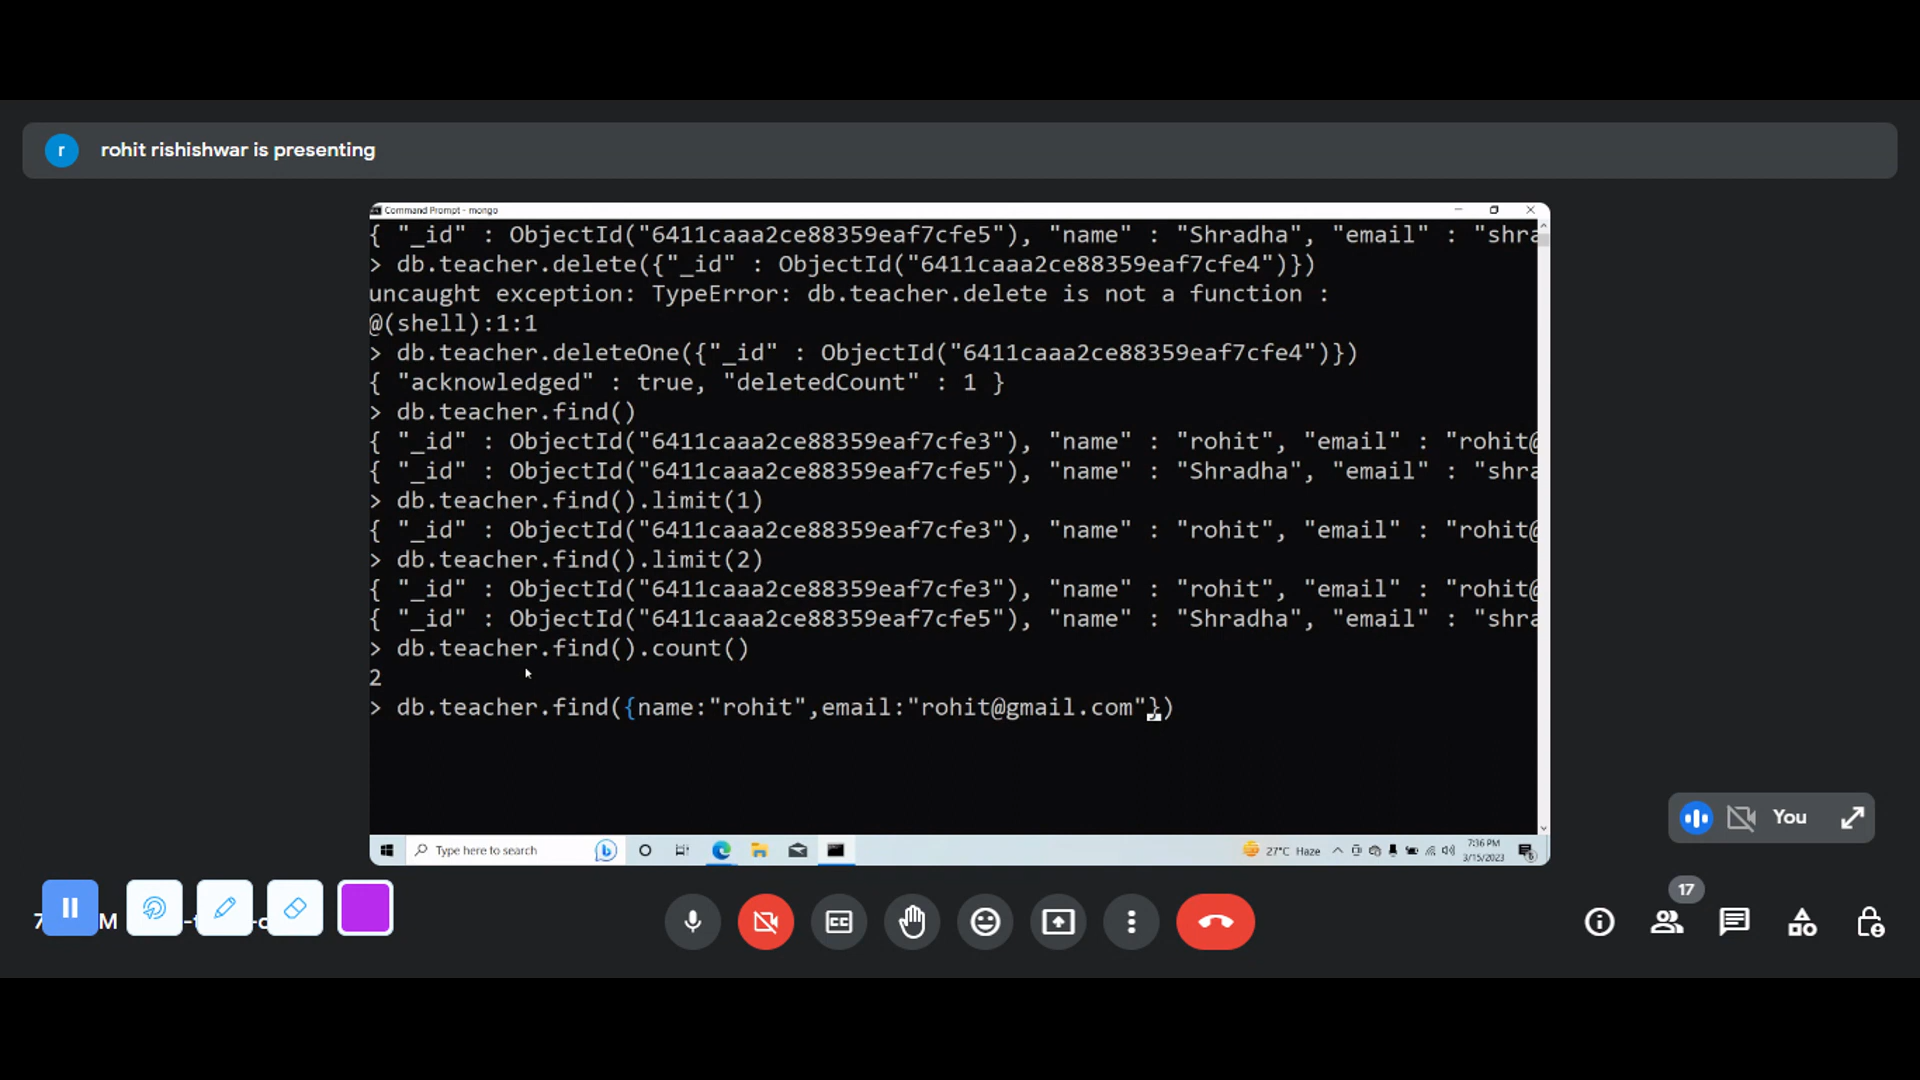 r
rohit rishishwar is presenting
Command Prompt - mongo
{ "_id" : ObjectId("6411caaa2ce88359eaf7cfe5"), "name" : "Shradha", "email" : "shra
> db.teacher.delete({"_id" : ObjectId("6411caaa2ce88359eaf7cfe4")})
uncaught exception: TypeError: db.teacher.delete is not a function :
@(shell):1:1
> db.teacher.deleteOne({"_id" : ObjectId("6411caaa2ce88359eaf7cfe4")})
{ "acknowledged" : true, "deletedCount" : 1 }
> db.teacher.find()
{ "_id" : ObjectId("6411caaa2ce88359eaf7cfe3"), "name" : "rohit", "email" : "rohit@
{ "_id" : ObjectId("6411caaa2ce88359eaf7cfe5"), "name" : "Shradha", "email" : "shra
> db.teacher.find().limit(1)
{ "_id" : ObjectId("6411caaa2ce88359eaf7cfe3"), "name" : "rohit", "email" : "rohit@
> db.teacher.find().limit(2)
{ "_id" : ObjectId("6411caaa2ce88359eaf7cfe3"), "name" : "rohit", "email" : "rohit@
{ "_id" : ObjectId("6411caaa2ce88359eaf7cfe5"), "name" : "Shradha", "email" : "shra
> db.teacher.find().count()
2
> db.teacher.find({name:"rohit",email:"rohit@gmail.com"})
You
Type here to search
27°C Haze
7:36 PM
3/15/2023
17
CC